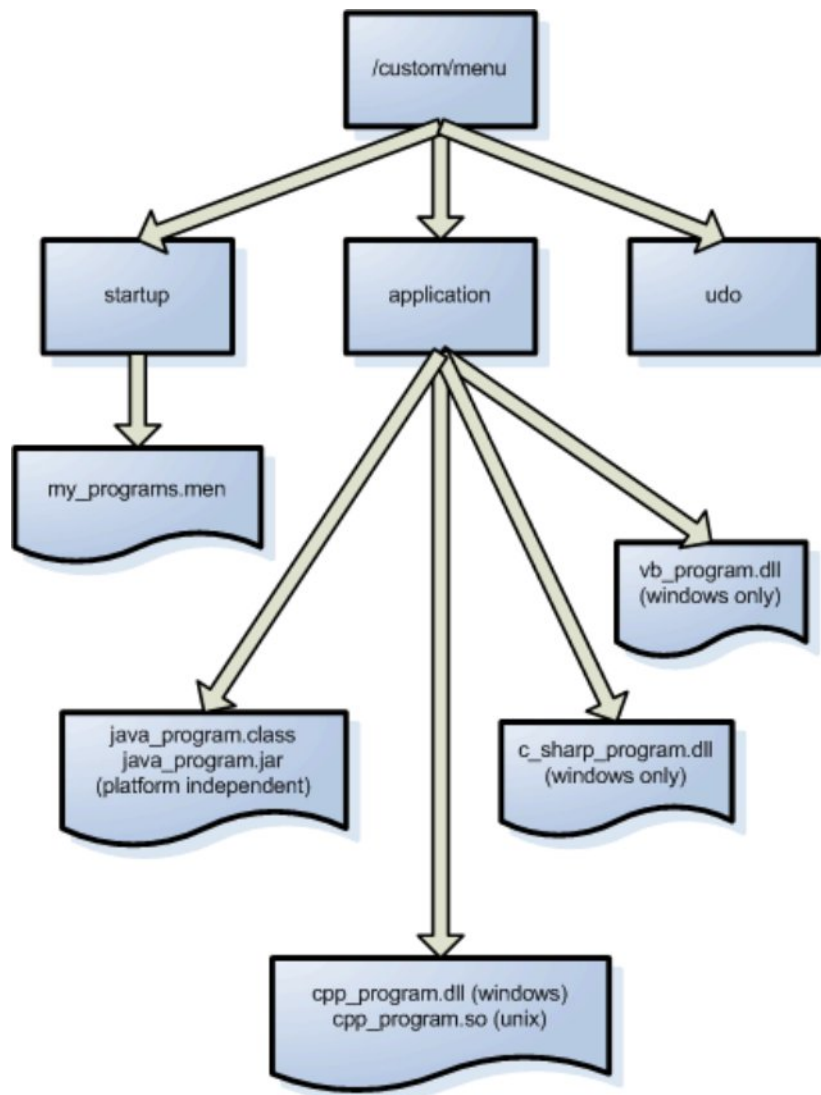 /custom/menu
startup
application
udo
my_programs.men
vb_program.dll
(windows only)
java_program.class
java_program.jar
(platform independent)
c_sharp_program.dll
(windows only)
cpp_program.dll (windows)
cpp_program.so (unix)